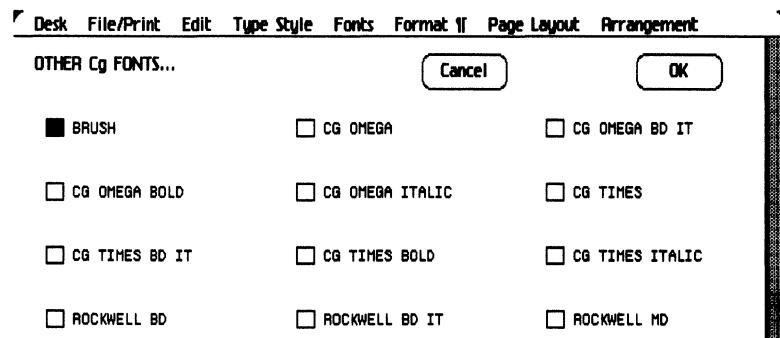 Desk File/Print Edit Type Style Fonts Format ¶ Page Layout Arrangement
OTHER Cg FONTS... Cancel OK
BRUSH CG OMEGA CG OMEGA BD IT
CG OMEGA BOLD CG OMEGA ITALIC CG TIMES
CG TIMES BD IT CG TIMES BOLD CG TIMES ITALIC
ROCKWELL BD ROCKWELL BD IT ROCKWELL MD